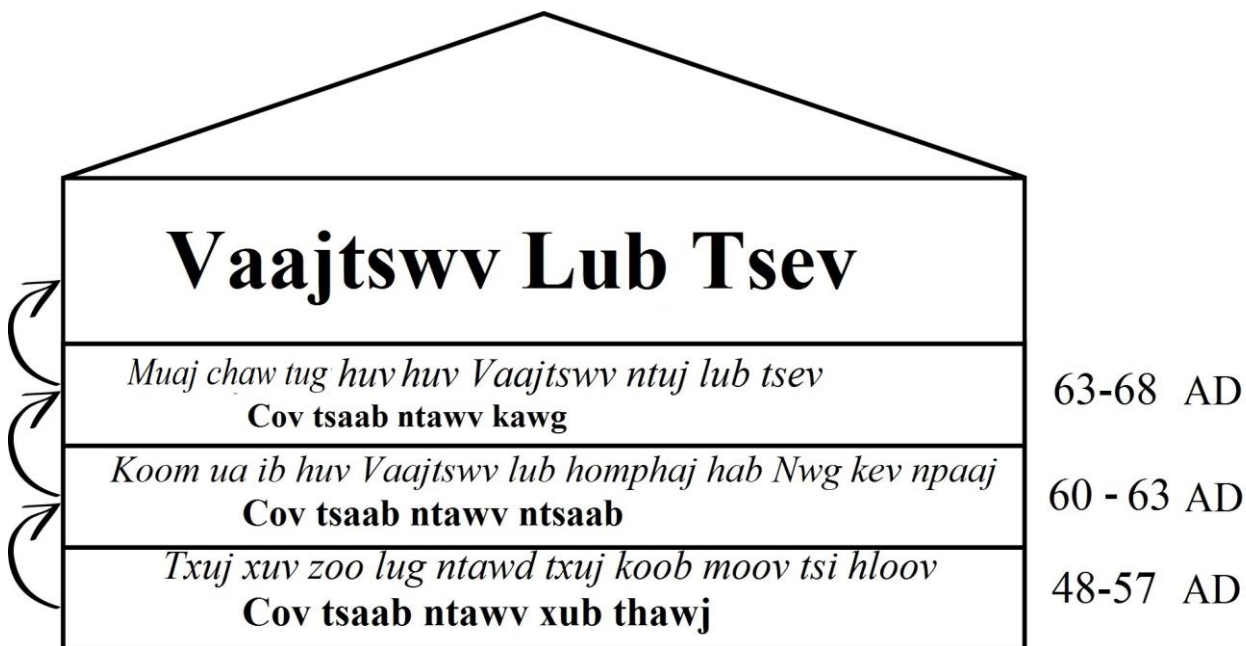 Vaajtswv Lub Tsev
Muaj chaw tug huv huv Vaajtswv ntuj lub tsev
Cov tsaab ntawv kawg
63-68 AD
Koom ua ib huv Vaajtswv lub homphaj hab Nwg kev npaaj
Cov tsaab ntawv ntsaab
60 - 63 AD
Txuj xuv zoo lug ntawd txuj koob moov tsi hloov
Cov tsaab ntawv xub thawj
48-57 AD